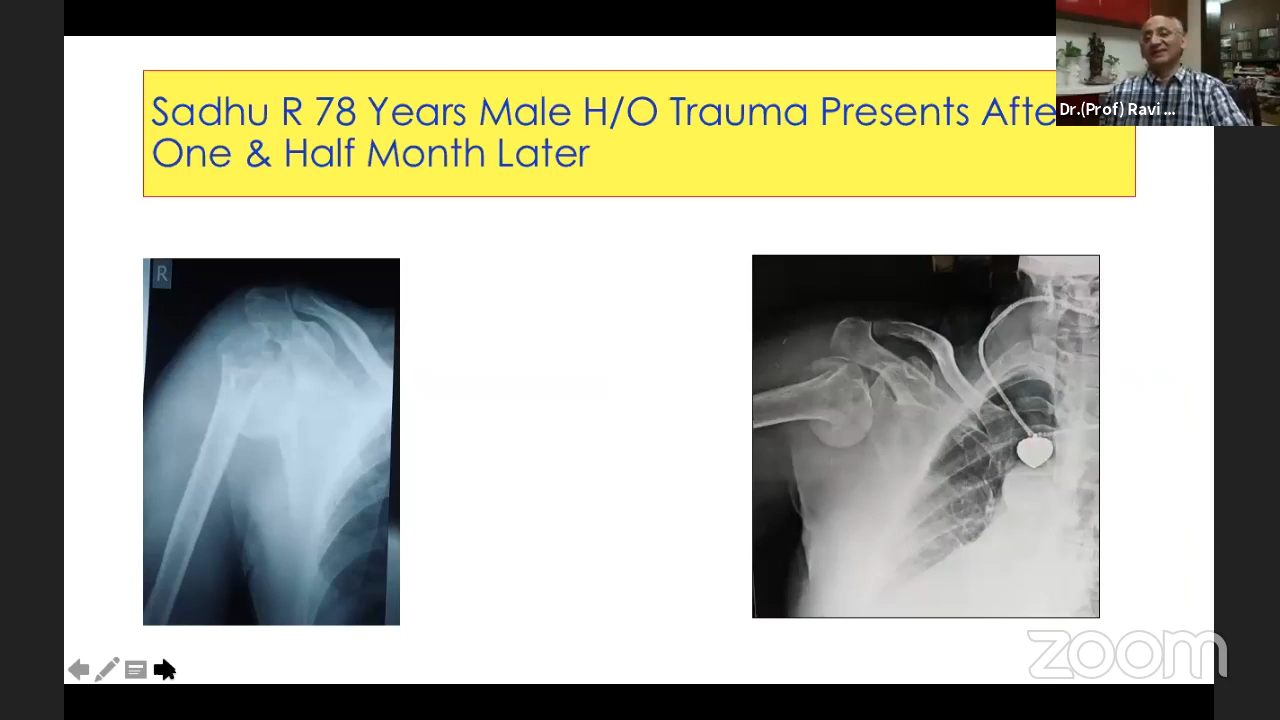 Sadhu R 78 Years Male H/O Trauma Presents Afte
One & Half Month Later
Dr.(Prof) Ravi ...
R
zoom